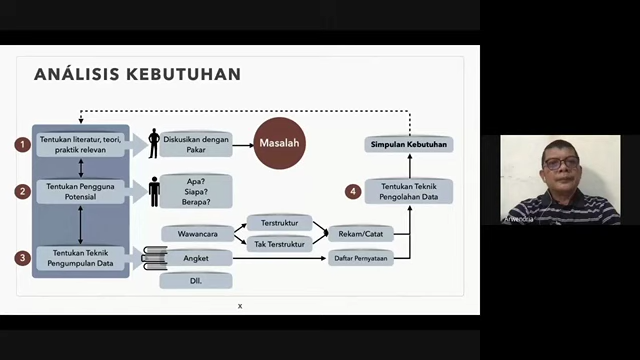 ANÁLISIS KEBUTUHAN
1
Tentukan literatur, teori,
praktik relevan
Diskusikan dengan
Pakar
Masalah
Simpulan Kebutuhan
2
Tentukan Pengguna
Potensial
Apa?
Siapa?
Berapa?
4
Tentukan Teknik
Pengolahan Data
Wawancara
Terstruktur
Tak Terstruktur
Rekam/Catat
3
Tentukan Teknik
Pengumpulan Data
Angket
Daftar Pernyataan
Dll.
x
Arwendria